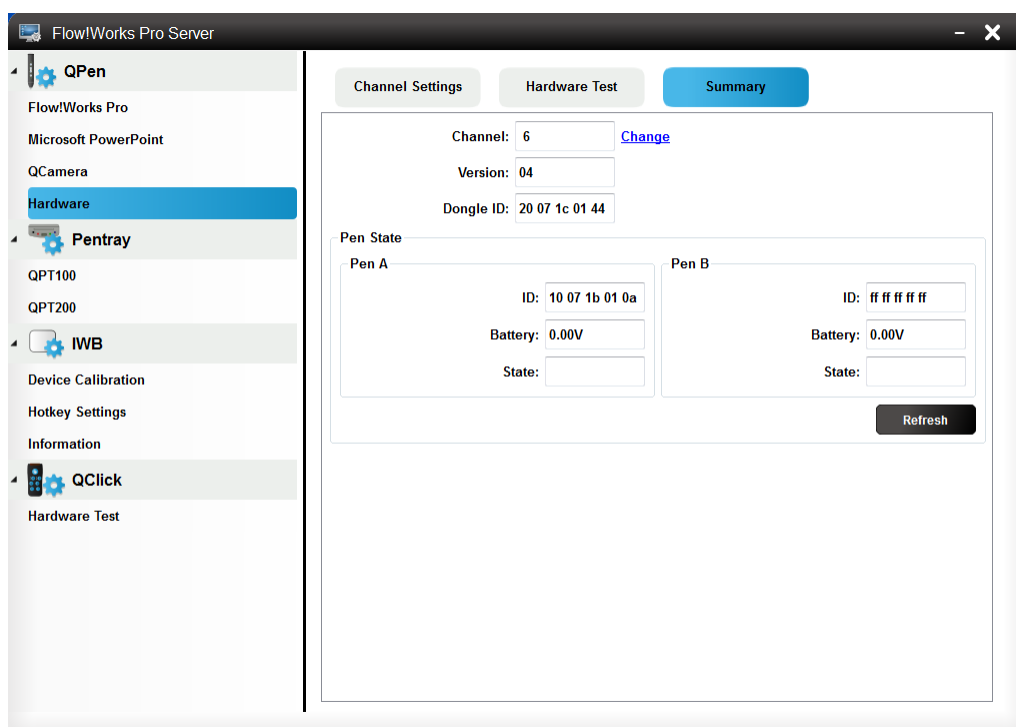 Flow!Works Pro Server
QPen
Flow!Works Pro
Microsoft PowerPoint
QCamera
Hardware
Pentray
QPT100
QPT200
IWB
Device Calibration
Hotkey Settings
Information
QClick
Hardware Test
Channel Settings
Hardware Test
Summary
Channel: 6 Change
Version: 04
Dongle ID: 20 07 1c 01 44
Pen State
Pen A
ID: 10 07 1b 01 0a
Battery: 0.00V
State:
Pen B
ID: ff ff ff ff ff
Battery: 0.00V
State:
Refresh